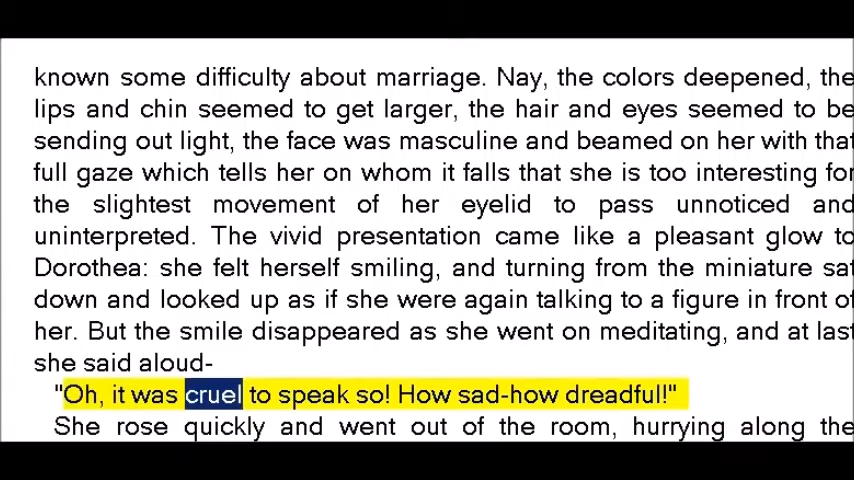 known some difficulty about marriage. Nay, the colors deepened, the
lips and chin seemed to get larger, the hair and eyes seemed to be
sending out light, the face was masculine and beamed on her with that
full gaze which tells her on whom it falls that she is too interesting for
the slightest movement of her eyelid to pass unnoticed and
uninterpreted. The vivid presentation came like a pleasant glow to
Dorothea: she felt herself smiling, and turning from the miniature sat
down and looked up as if she were again talking to a figure in front of
her. But the smile disappeared as she went on meditating, and at last
she said aloud-
"Oh, it was cruel to speak so! How sad-how dreadful!"
She rose quickly and went out of the room, hurrying along the